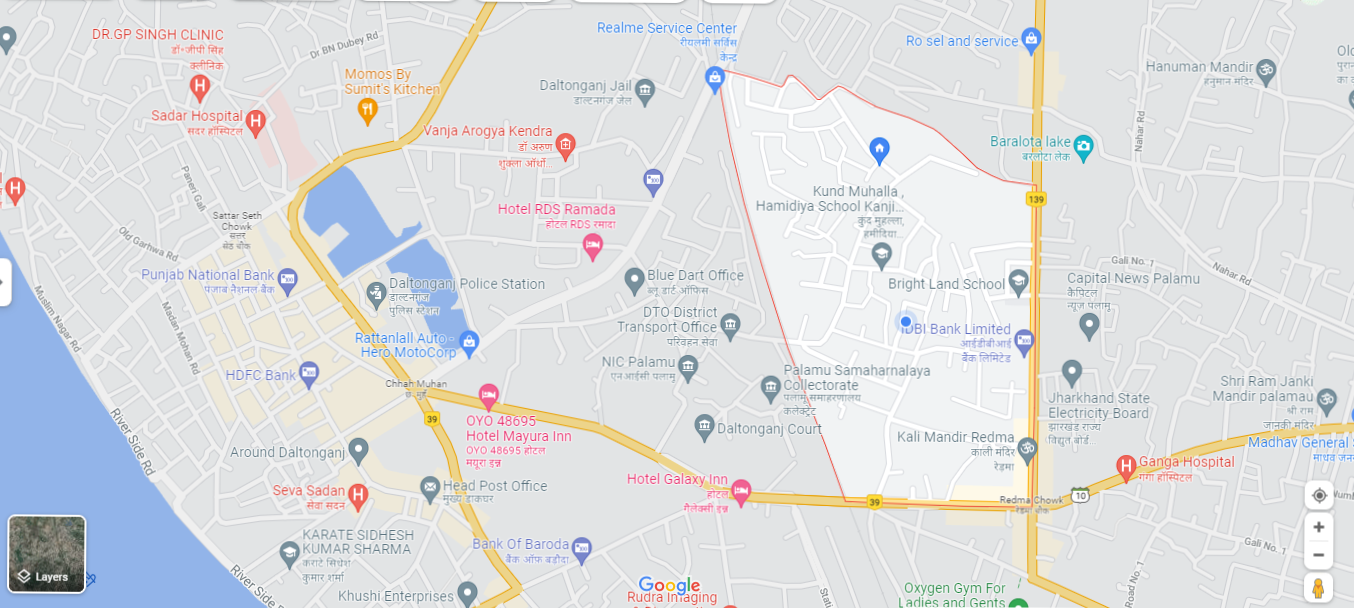 DR.GP SINGH CLINIC
डॉ॰जीपी सिंह
क्लीनिक
Dr BN Dubey Rd
Realme Service Center
रीयलमी सर्विस
केन्द्र
Ro sel and service
Hanuman Mandir
हनुमान मंदिर
Momos By
Sumit's Kitchen
Daltonganj Jail
डाल्टनगंज जेल
Sadar Hospital
सदर हॉस्पिटल
Vanja Arogya Kendra
डॉ अरुण
शुक्ला ऑर्थो...
Baralota lake
बरलोटा लेक
Nahar Rd
Paneri Gali
Kund Muhalla ,
Hamidiya School Kanji...
कुंद मुहल्ला,
हमीदिया...
139
Hotel RDS Ramada
होटल RDS रमादा
Sattar Seth
Chowk
सत्तर
सेठ चौक
Old Garhwa Rd
Punjab National Bank
पंजाब नैशनल बैंक
Daltonganj Police Station
डाल्टनगंज
पुलिस स्टेशन
Blue Dart Office
ब्लू डार्ट ऑफिस
Bright Land School
Gali No. 1
Nahar Rd
Capital News Palamu
कैपिटल
न्यूज पलामू
Muslim Nagar Rd
Madan Mohan Rd
DTO District
Transport Office
परिवहन सेवा
IDBI Bank Limited
आईडीबीआई
बैंक लिमिटेड
Rattanlall Auto -
Hero MotoCorp
NIC Palamu
एनआईसी पलामू
Palamu Samaharnalaya
Collectorate
पलामू समाहरणालय
कलेक्ट्रेट
HDFC Bank
Chhah Muhan
छः मुहँ
39
Jharkhand State
Electricity Board
झारखंड राज्य
विद्युत बोर्ड...
Shri Ram Janki
Mandir palamau
श्री राम
जानकी मंदिर
River Side Rd
OYO 48695
Hotel Mayura Inn
OYO 48695 होटल
मयूरा इन्न
Daltonganj Court
Kali Mandir Redma
काली मंदिर
रेडमा
Madhav General
माधव जन
Around Daltonganj
Ganga Hospital
गंगा हॉस्पिटल
Seva Sadan
सेवा सदन
Head Post Office
मुख्य डाकघर
Hotel Galaxy Inn
होटल
गैलेक्सी इन्न
39
Redma Chowk
रेडमा चौक
10
KARATE SIDHESH
KUMAR SHARMA
कराटे सिधेश
कुमार शर्मा
Bank Of Baroda
बैंक ऑफ़ बड़ौदा
Gali No. 1
Layers
River Side Rd
Khushi Enterprises
Google
Rudra Imaging
Oxygen Gym For
Ladies and Gents
Road No. 1